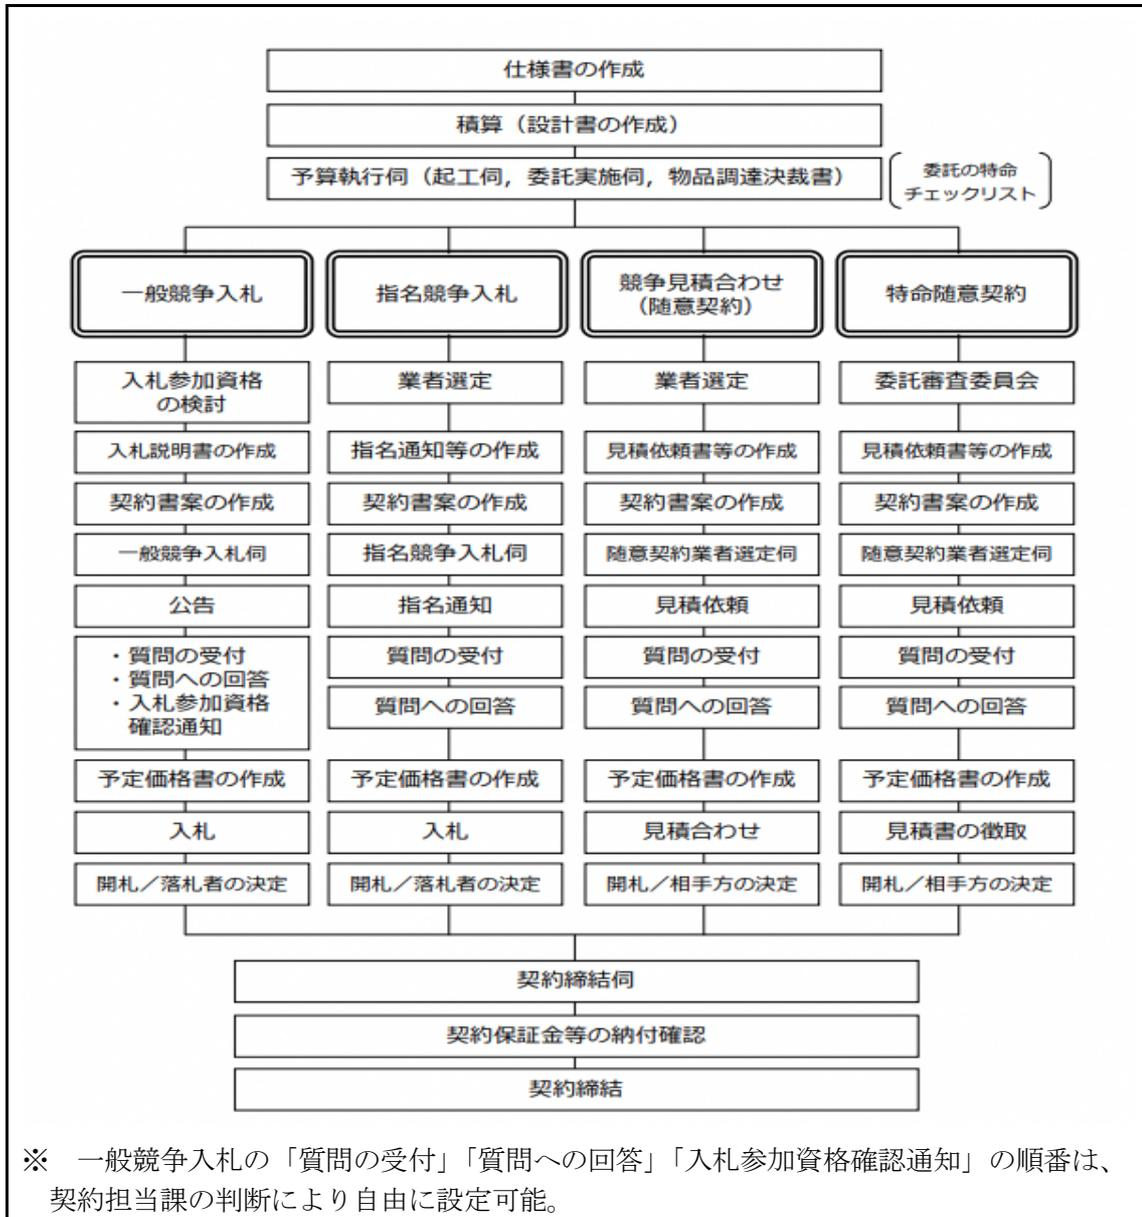 仕様書の作成
積算（設計書の作成）
予算執行伺（起工伺，委託実施伺，物品調達決裁書）
委託の特命
チェックリスト
一般競争入札
指名競争入札
競争見積合わせ
（随意契約）
特命随意契約
入札参加資格
の検討
業者選定
業者選定
委託審査委員会
入札説明書の作成
指名通知等の作成
見積依頼書等の作成
見積依頼書等の作成
契約書案の作成
契約書案の作成
契約書案の作成
契約書案の作成
一般競争入札伺
指名競争入札伺
随意契約業者選定伺
随意契約業者選定伺
公告
指名通知
見積依頼
見積依頼
・質問の受付
・質問への回答
・入札参加資格
確認通知
質問の受付
質問の受付
質問の受付
質問への回答
質問への回答
質問への回答
予定価格書の作成
予定価格書の作成
予定価格書の作成
予定価格書の作成
入札
入札
見積合わせ
見積書の徴取
開札／落札者の決定
開札／落札者の決定
開札／相手方の決定
開札／相手方の決定
契約締結伺
契約保証金等の納付確認
契約締結
※　一般競争入札の「質問の受付」「質問への回答」「入札参加資格確認通知」の順番は、
契約担当課の判断により自由に設定可能。